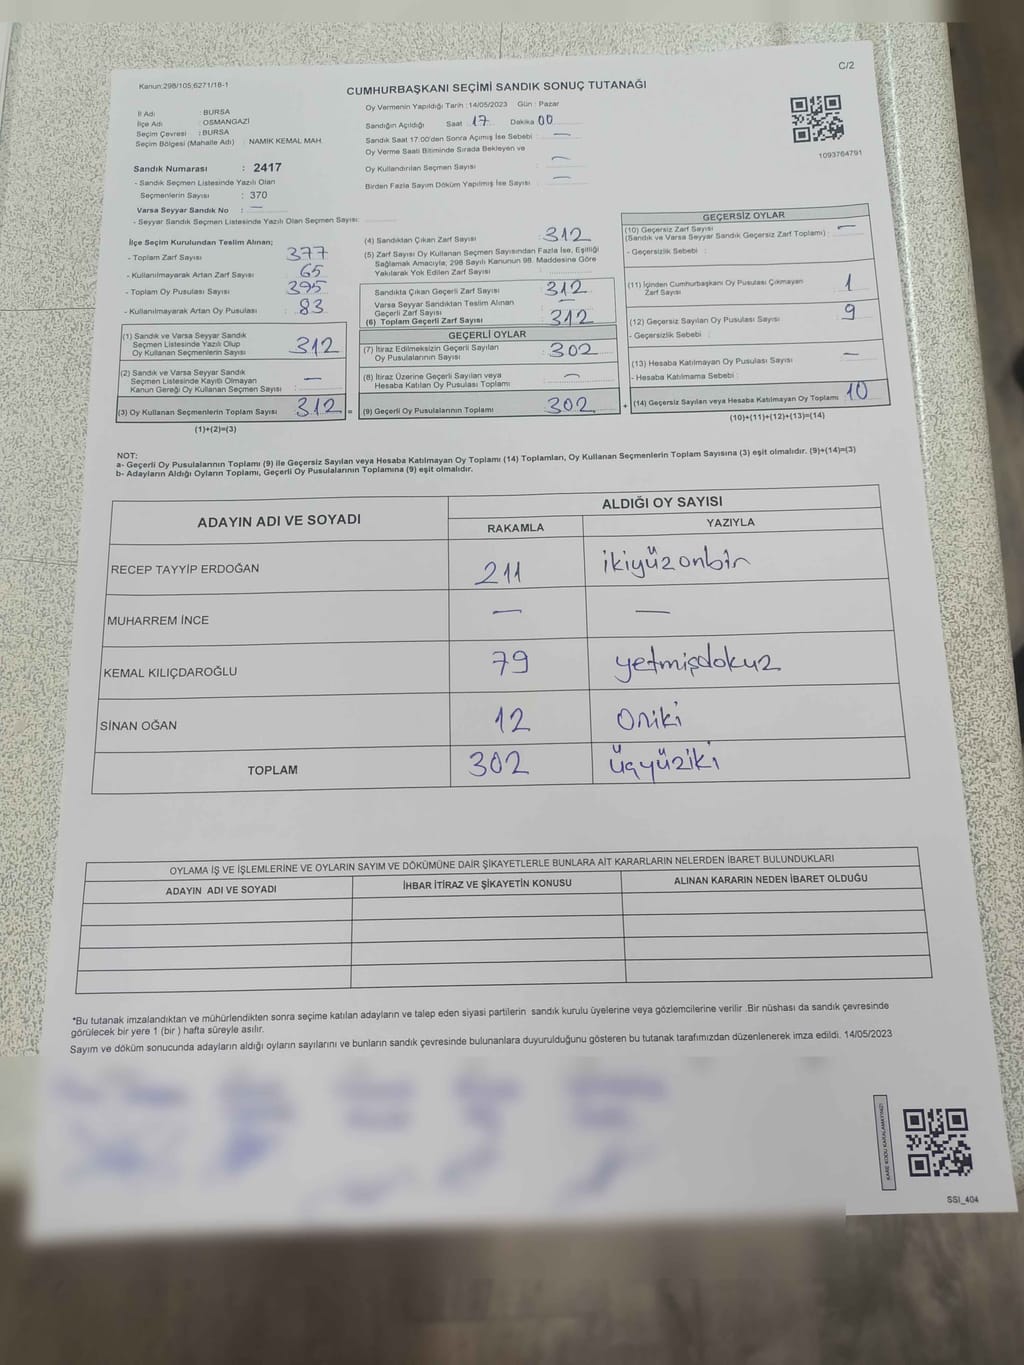 Kanun:298/105;6271/18-1
C/2
CUMHURBAŞKANI SEÇİMİ SANDIK SONUÇ TUTANAĞI
İl Adı : BURSA
İlçe Adı : OSMANGAZİ
Seçim Çevresi : BURSA
Seçim Bölgesi (Mahalle Adı) : NAMIK KEMAL MAH.
Oy Vermenin Yapıldığı Tarih :14/05/2023 Gün : Pazar
Sandığın Açıldığı Saat 17 Dakika 00
Sandık Saat 17.00'den Sonra Açımış İse Sebebi : —
Oy Verme Saati Bitiminde Sırada Bekleyen ve
Oy Kullandırılan Seçmen Sayısı : —
Birden Fazla Sayım Döküm Yapılmış İse Sayısı : —
1093764791
Sandık Numarası : 2417
- Sandık Seçmen Listesinde Yazılı Olan
Seçmenlerin Sayısı : 370
Varsa Seyyar Sandık No : —
- Seyyar Sandık Seçmen Listesinde Yazılı Olan Seçmen Sayısı:
İlçe Seçim Kurulundan Teslim Alınan;
- Toplam Zarf Sayısı : 377
- Kullanılmayarak Artan Zarf Sayısı : 65
- Toplam Oy Pusulası Sayısı : 395
- Kullanılmayarak Artan Oy Pusulası : 83
(1) Sandık ve Varsa Seyyar Sandık
Seçmen Listesinde Yazılı Olup
Oy Kullanan Seçmenlerin Sayısı : 312
(2) Sandık ve Varsa Seyyar Sandık
Seçmen Listesinde Kayıtlı Olmayan
Kanun Gereği Oy Kullanan Seçmen Sayısı : —
(3) Oy Kullanan Seçmenlerin Toplam Sayısı : 312 =
(1)+(2)=(3)
(4) Sandıktan Çıkan Zarf Sayısı : 312
(5) Zarf Sayısı Oy Kullanan Seçmen Sayısından Fazla İse, Eşitliği
Sağlamak Amacıyla, 298 Sayılı Kanunun 98. Maddesine Göre
Yakılarak Yok Edilen Zarf Sayısı :
Sandıkta Çıkan Geçerli Zarf Sayısı : 312
Varsa Seyyar Sandıktan Teslim Alınan
Geçerli Zarf Sayısı : —
(6) Toplam Geçerli Zarf Sayısı : 312
GEÇERLİ OYLAR
(7) İtiraz Edilmeksizin Geçerli Sayılan
Oy Pusulalarının Sayısı : 302
(8) İtiraz Üzerine Geçerli Sayılan veya
Hesaba Katılan Oy Pusulası Toplamı : —
(9) Geçerli Oy Pusulalarının Toplamı : 302 +
GEÇERSİZ OYLAR
(10) Geçersiz Zarf Sayısı
(Sandık ve Varsa Seyyar Sandık Geçersiz Zarf Toplamı) : —
- Geçersizlik Sebebi :
(11) İçinden Cumhurbaşkanı Oy Pusulası Çıkmayan
Zarf Sayısı : 1
(12) Geçersiz Sayılan Oy Pusulası Sayısı : 9
- Geçersizlik Sebebi :
(13) Hesaba Katılmayan Oy Pusulası Sayısı : —
- Hesaba Katılmama Sebebi :
(14) Geçersiz Sayılan veya Hesaba Katılmayan Oy Toplamı : 10
(10)+(11)+(12)+(13)=(14)
NOT:
a- Geçerli Oy Pusulalarının Toplamı (9) ile Geçersiz Sayılan veya Hesaba Katılmayan Oy Toplamı (14) Toplamları, Oy Kullanan Seçmenlerin Toplam Sayısına (3) eşit olmalıdır. (9)+(14)=(3)
b- Adayların Aldığı Oyların Toplamı, Geçerli Oy Pusulalarının Toplamına (9) eşit olmalıdır.
ADAYIN ADI VE SOYADI
ALDIĞI OY SAYISI
RAKAMLA YAZIYLA
RECEP TAYYİP ERDOĞAN 211 ikiyüzonbir
MUHARREM İNCE — —
KEMAL KILIÇDAROĞLU 79 yetmişdokuz
SİNAN OĞAN 12 Oniki
TOPLAM 302 üçyüziki
OYLAMA İŞ VE İŞLEMLERİNE VE OYLARIN SAYIM VE DÖKÜMÜNE DAİR ŞİKAYETLERLE BUNLARA AİT KARARLARIN NELERDEN İBARET BULUNDUKLARI
ADAYIN ADI VE SOYADI İHBAR İTİRAZ VE ŞİKAYETİN KONUSU ALINAN KARARIN NEDEN İBARET OLDUĞU
*Bu tutanak imzalandıktan ve mühürlendikten sonra seçime katılan adayların ve talep eden siyasi partilerin sandık kurulu üyelerine veya gözlemcilerine verilir .Bir nüshası da sandık çevresinde
görülecek bir yere 1 (bir ) hafta süreyle asılır.
Sayım ve döküm sonucunda adayların aldığı oyların sayılarını ve bunların sandık çevresinde bulunanlara duyurulduğunu gösteren bu tutanak tarafımızdan düzenlenerek imza edildi. 14/05/2023
KARE KODU KARALAMAYINIZ!
SSI_404